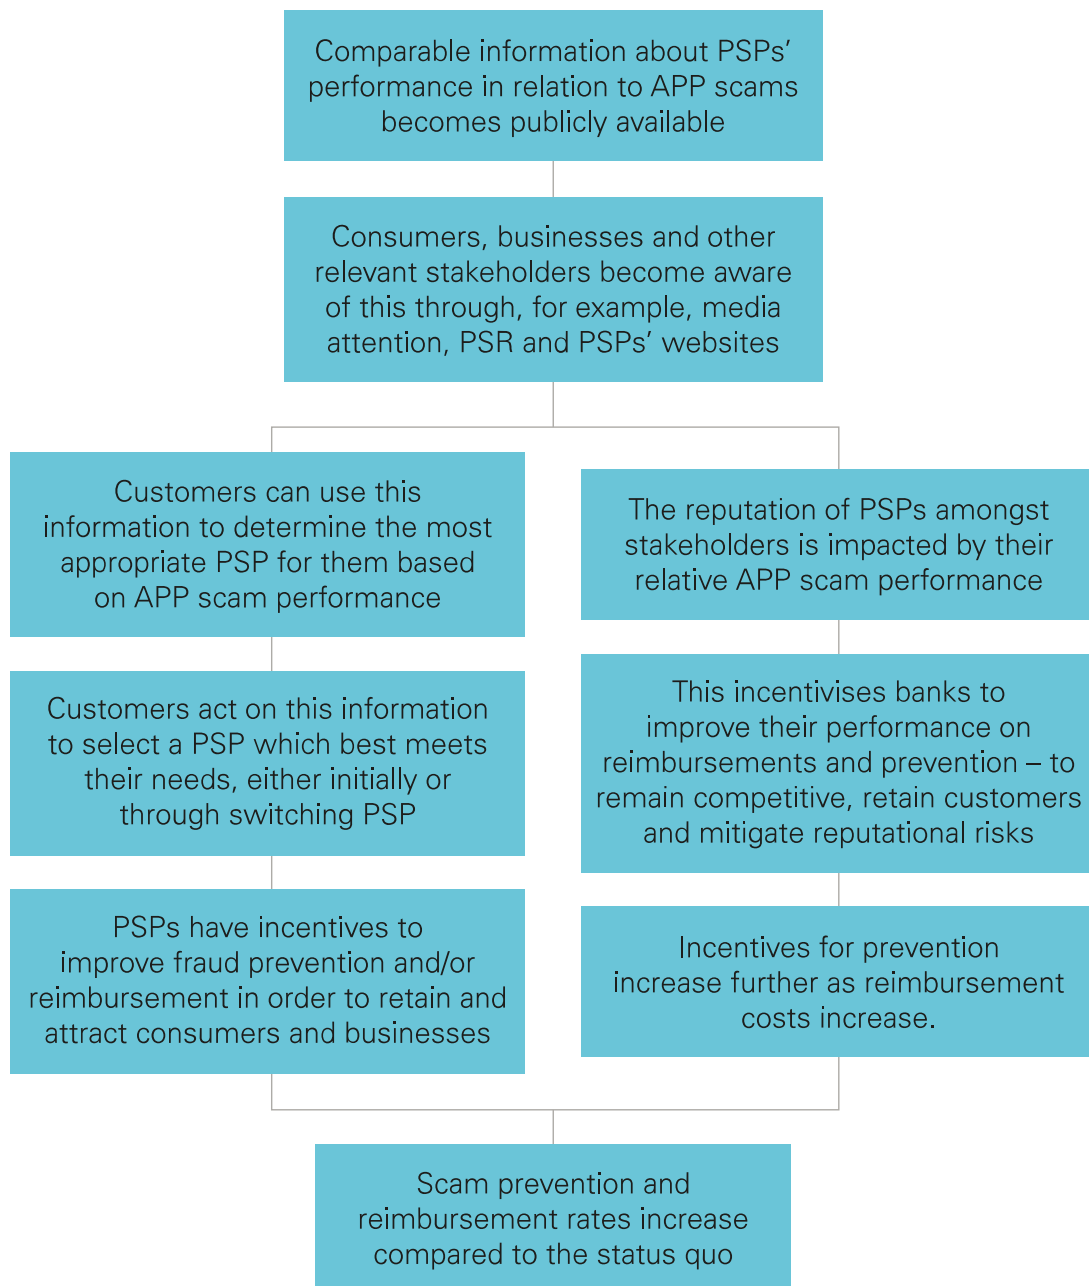 Comparable information about PSPs’
performance in relation to APP scams
becomes publicly available
Consumers, businesses and other
relevant stakeholders become aware
of this through, for example, media
attention, PSR and PSPs’ websites
Customers can use this
information to determine the most
appropriate PSP for them based
on APP scam performance
Customers act on this information
to select a PSP which best meets
their needs, either initially or
through switching PSP
PSPs have incentives to
improve fraud prevention and/or
reimbursement in order to retain and
attract consumers and businesses
The reputation of PSPs amongst
stakeholders is impacted by their
relative APP scam performance
This incentivises banks to
improve their performance on
reimbursements and prevention – to
remain competitive, retain customers
and mitigate reputational risks
Incentives for prevention
increase further as reimbursement
costs increase.
Scam prevention and
reimbursement rates increase
compared to the status quo